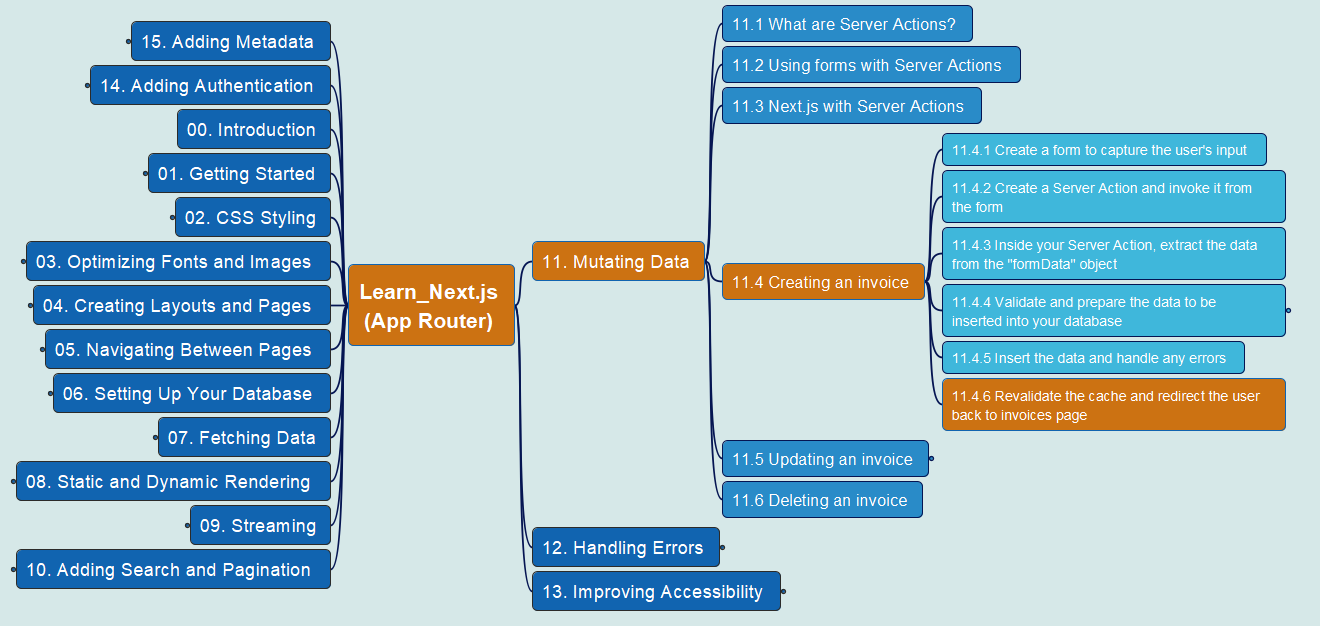 15. Adding Metadata
14. Adding Authentication
00. Introduction
01. Getting Started
02. CSS Styling
03. Optimizing Fonts and Images
04. Creating Layouts and Pages
05. Navigating Between Pages
06. Setting Up Your Database
07. Fetching Data
08. Static and Dynamic Rendering
09. Streaming
10. Adding Search and Pagination
Learn_Next.js
(App Router)
11. Mutating Data
11.1 What are Server Actions?
11.2 Using forms with Server Actions
11.3 Next.js with Server Actions
11.4 Creating an invoice
11.4.1 Create a form to capture the user's input
11.4.2 Create a Server Action and invoke it from
the form
11.4.3 Inside your Server Action, extract the data
from the "formData" object
11.4.4 Validate and prepare the data to be
inserted into your database
11.4.5 Insert the data and handle any errors
11.4.6 Revalidate the cache and redirect the user
back to invoices page
11.5 Updating an invoice
11.6 Deleting an invoice
12. Handling Errors
13. Improving Accessibility